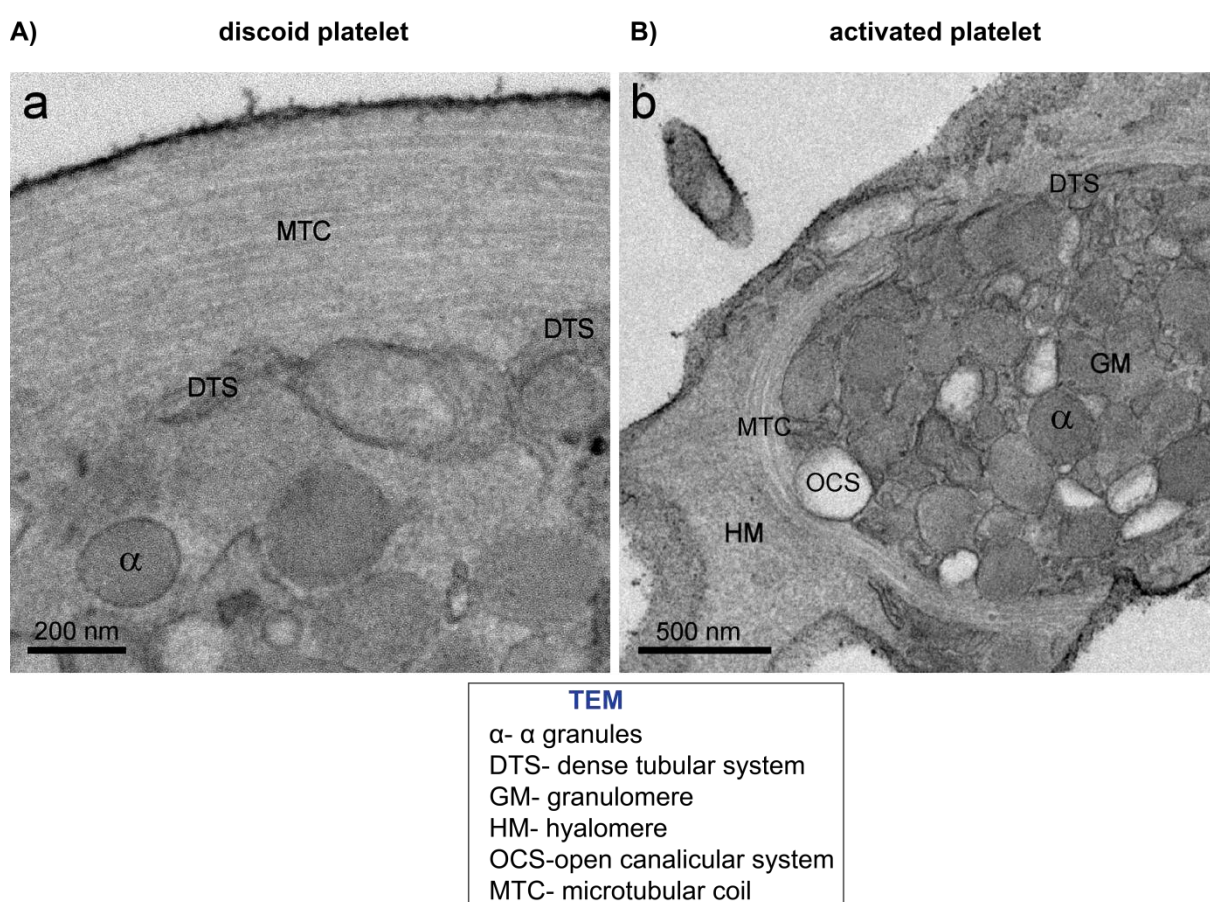 A) discoid platelet
B) activated platelet
a
MTC
DTS
DTS
α
200 nm
b
DTS
GM
α
MTC
OCS
HM
500 nm
TEM
α- α granules
DTS- dense tubular system
GM- granulomere
HM- hyalomere
OCS-open canalicular system
MTC- microtubular coil